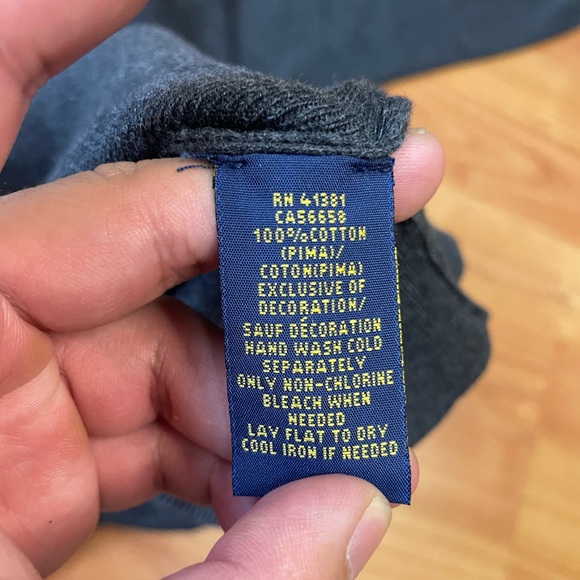 RN 41381
CA56658
100%COTTON
(PIMA)/
COTON(PIMA)
EXCLUSIVE OF
DECORATION/
SAUF DÉCORATION
HAND WASH COLD
SEPARATELY
ONLY NON-CHLORINE
BLEACH WHEN
NEEDED
LAY FLAT TO DRY
COOL IRON IF NEEDED